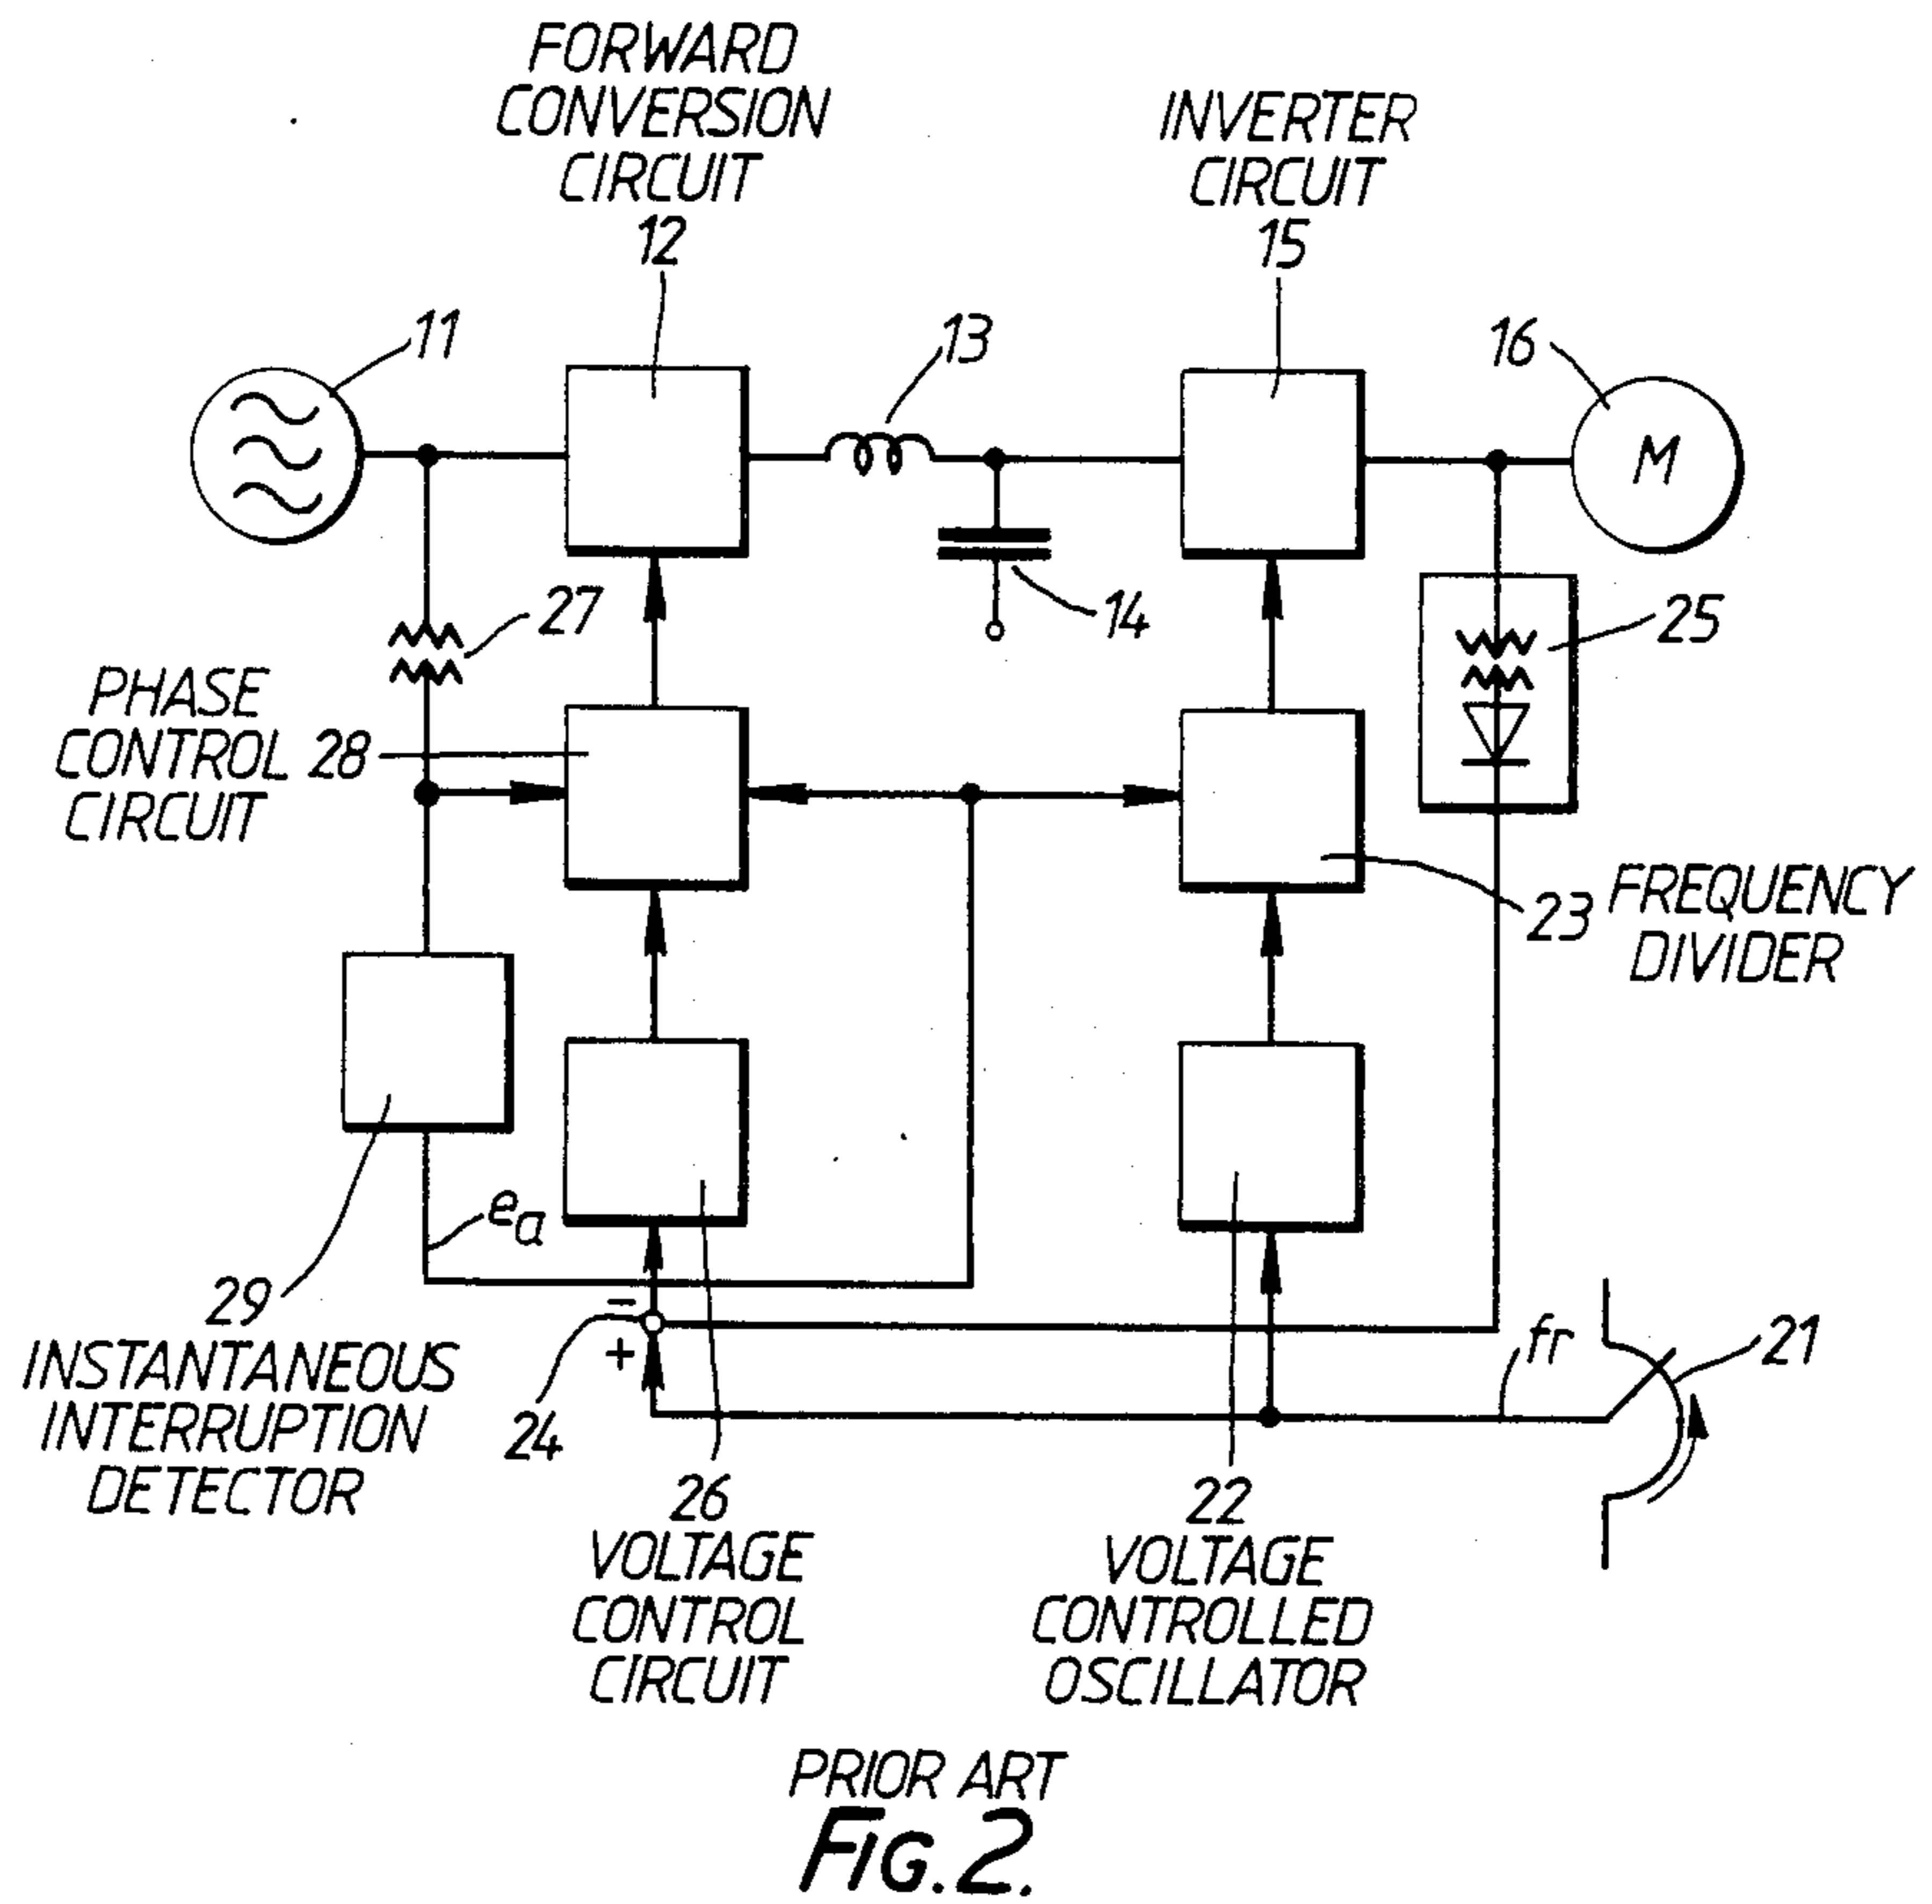 FORWARD
CONVERSION
CIRCUIT
12
INVERTER
CIRCUIT
15
11
13
16
M
14
27
25
PHASE
CONTROL 28
CIRCUIT
23 FREQUENCY
DIVIDER
ea
29
INSTANTANEOUS
INTERRUPTION
DETECTOR
-
+
24
fr
21
26
VOLTAGE
CONTROL
CIRCUIT
22
VOLTAGE
CONTROLLED
OSCILLATOR
PRIOR ART
FIG. 2.